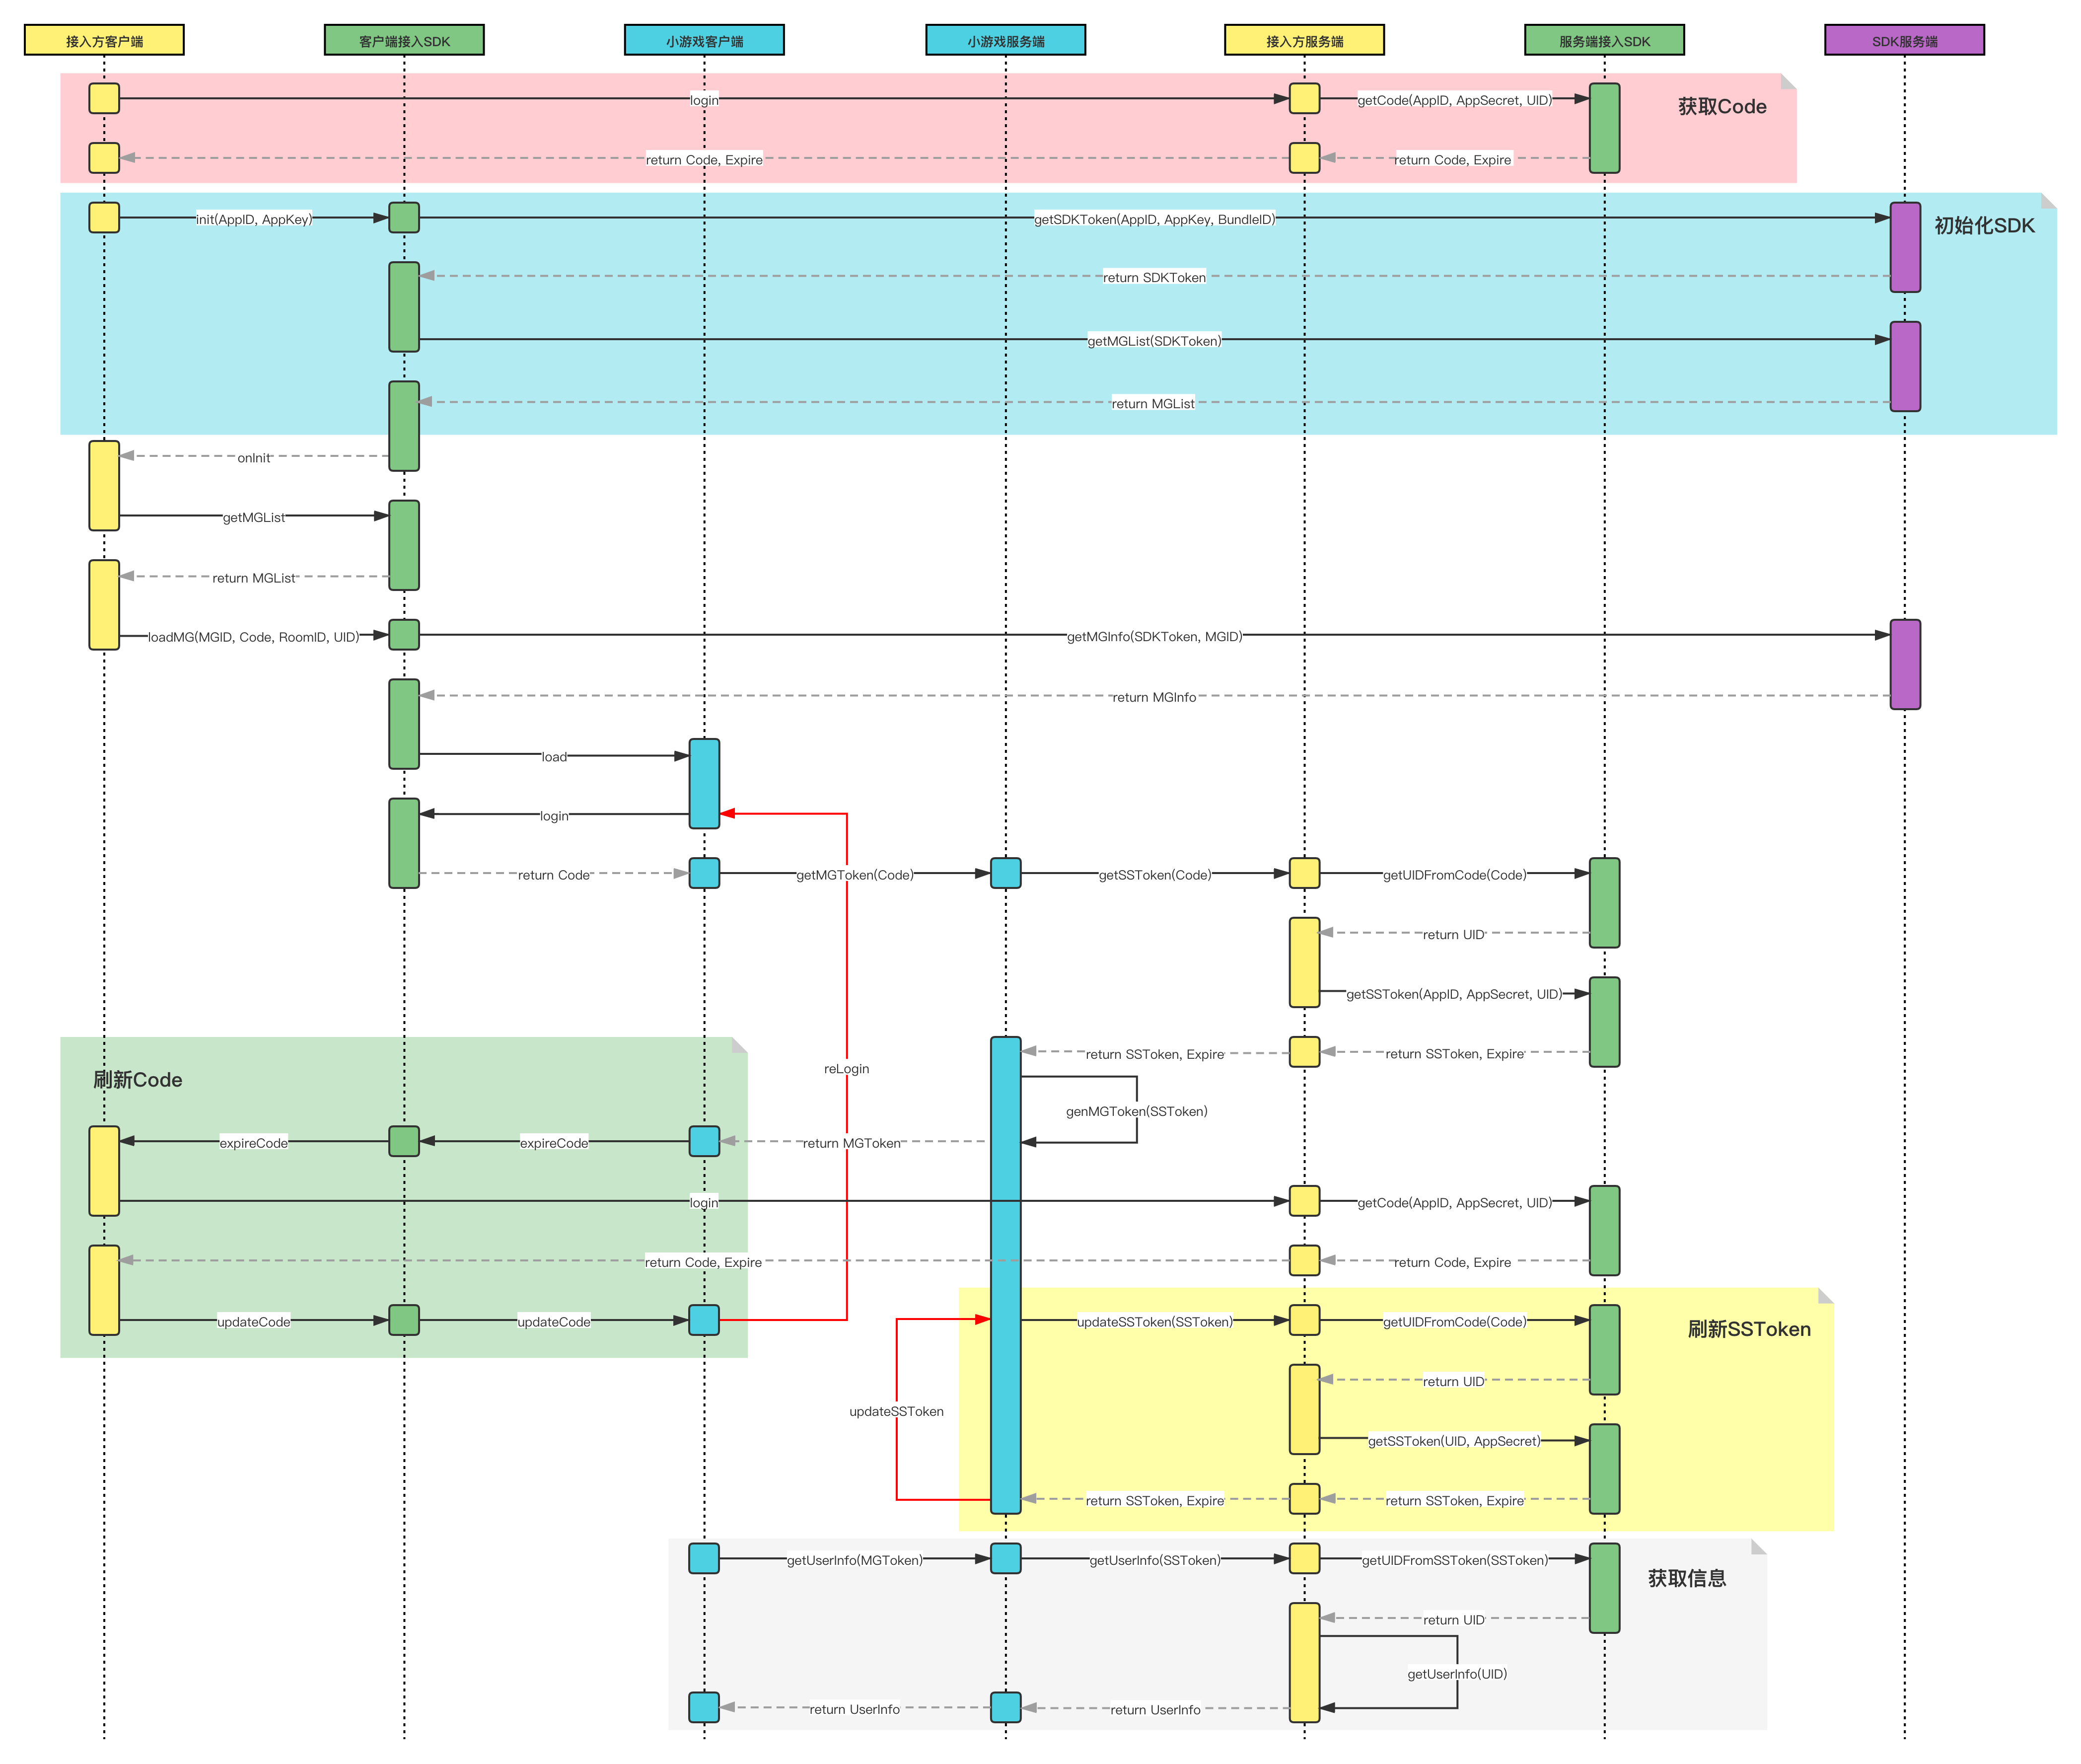 接入方客户端
客户端接入SDK
小游戏客户端
小游戏服务端
接入方服务端
服务端接入SDK
SDK服务端
login
getCode(AppID, AppSecret, UID)
获取Code
return Code, Expire
return Code, Expire
init(AppID, AppKey)
getSDKToken(AppID, AppKey, BundleID)
初始化SDK
return SDKToken
getMGList(SDKToken)
return MGList
onInit
getMGList
return MGList
loadMG(MGID, Code, RoomID, UID)
getMGInfo(SDKToken, MGID)
return MGInfo
load
login
return Code
getMGToken(Code)
getSSToken(Code)
getUIDFromCode(Code)
return UID
getSSToken(AppID, AppSecret, UID)
return SSToken, Expire
return SSToken, Expire
reLogin
刷新Code
genMGToken(SSToken)
expireCode
expireCode
return MGToken
login
getCode(AppID, AppSecret, UID)
return Code, Expire
return Code, Expire
updateCode
updateCode
updateSSToken(SSToken)
getUIDFromCode(Code)
刷新SSToken
return UID
updateSSToken
getSSToken(UID, AppSecret)
return SSToken, Expire
return SSToken, Expire
getUserInfo(MGToken)
getUserInfo(SSToken)
getUIDFromSSToken(SSToken)
获取信息
return UID
getUserInfo(UID)
return UserInfo
return UserInfo